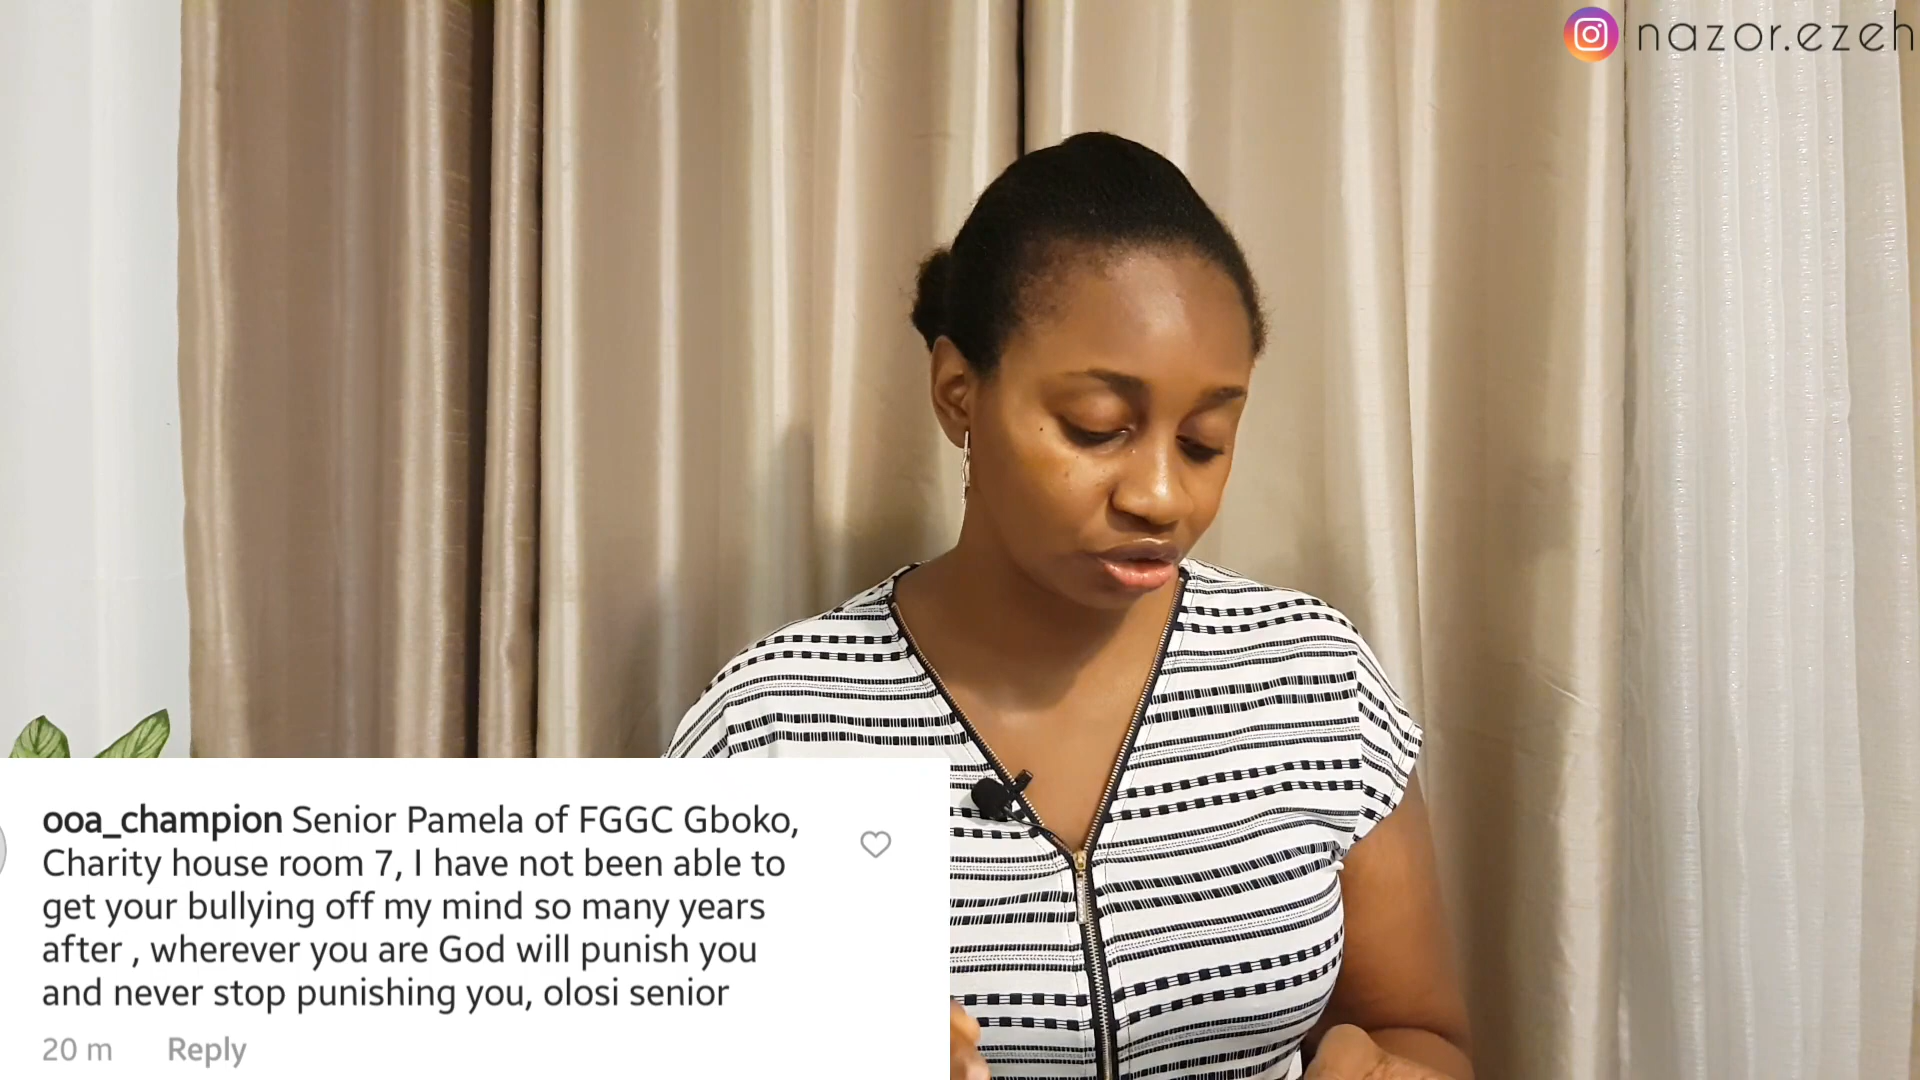 nazor.ezeh
ooa_champion Senior Pamela of FGGC Gboko,
Charity house room 7, I have not been able to
get your bullying off my mind so many years
after , wherever you are God will punish you
and never stop punishing you, olosi senior
20 m Reply